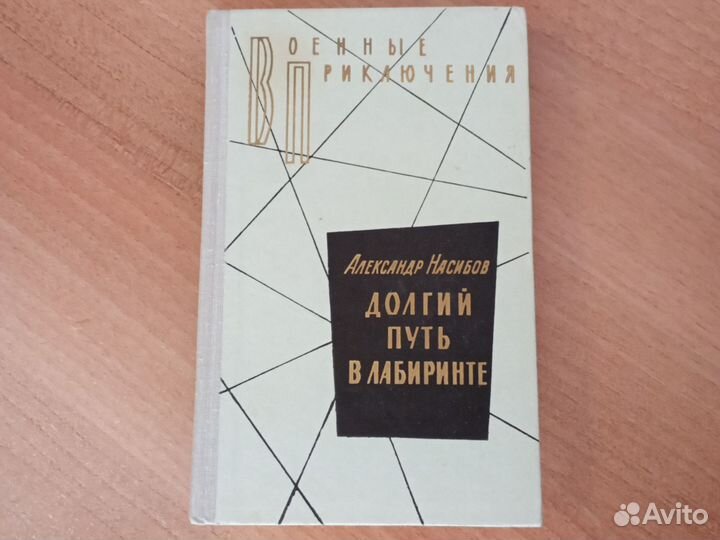 ВОЕННЫЕ
ПРИКЛЮЧЕНИЯ
АЛЕКСАНДР НАСИБОВ
ДОЛГИЙ
ПУТЬ
В ЛАБИРИНТЕ
Avito